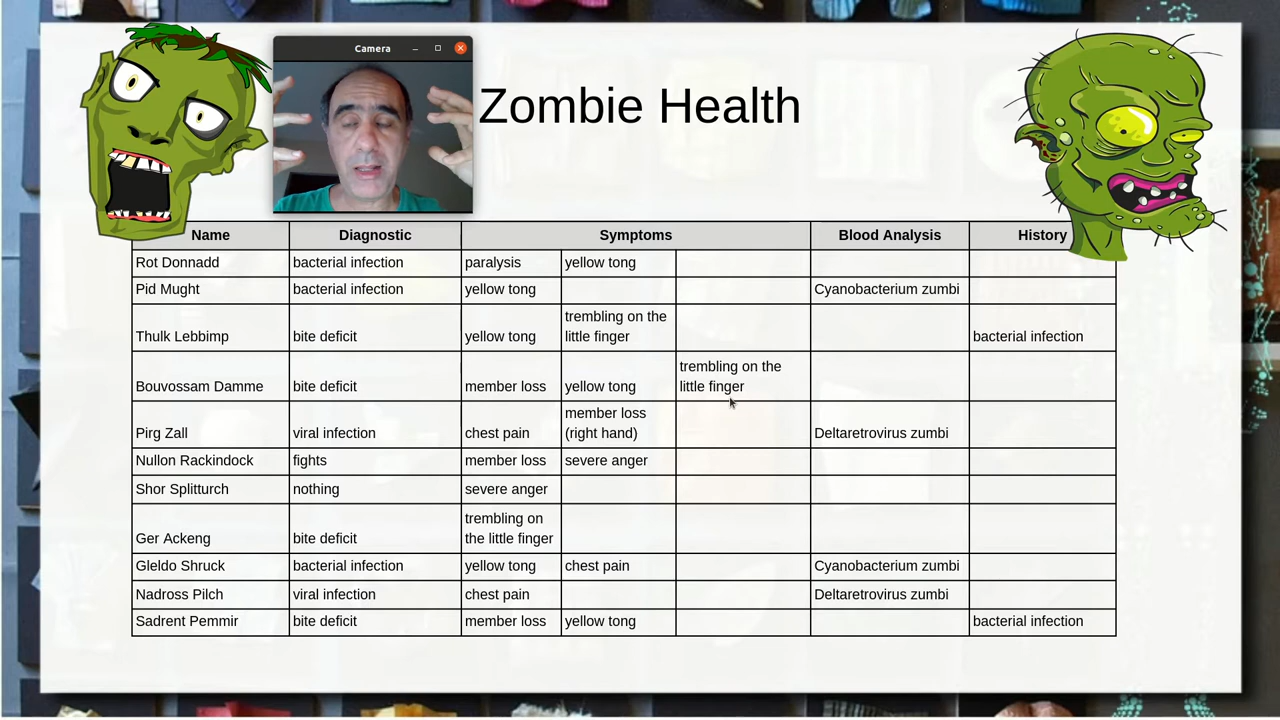 Camera
Zombie Health
Name Diagnostic Symptoms Blood Analysis History
Rot Donnadd bacterial infection paralysis yellow tong
Pid Mught bacterial infection yellow tong Cyanobacterium zumbi
Thulk Lebbimp bite deficit yellow tong trembling on the
little finger bacterial infection
Bouvossam Damme bite deficit member loss yellow tong trembling on the
little finger
Pirg Zall viral infection chest pain member loss
(right hand) Deltaretrovirus zumbi
Nullon Rackindock fights member loss severe anger
Shor Splitturch nothing severe anger
Ger Ackeng bite deficit trembling on
the little finger
Gleldo Shruck bacterial infection yellow tong chest pain Cyanobacterium zumbi
Nadross Pilch viral infection chest pain Deltaretrovirus zumbi
Sadrent Pemmir bite deficit member loss yellow tong bacterial infection